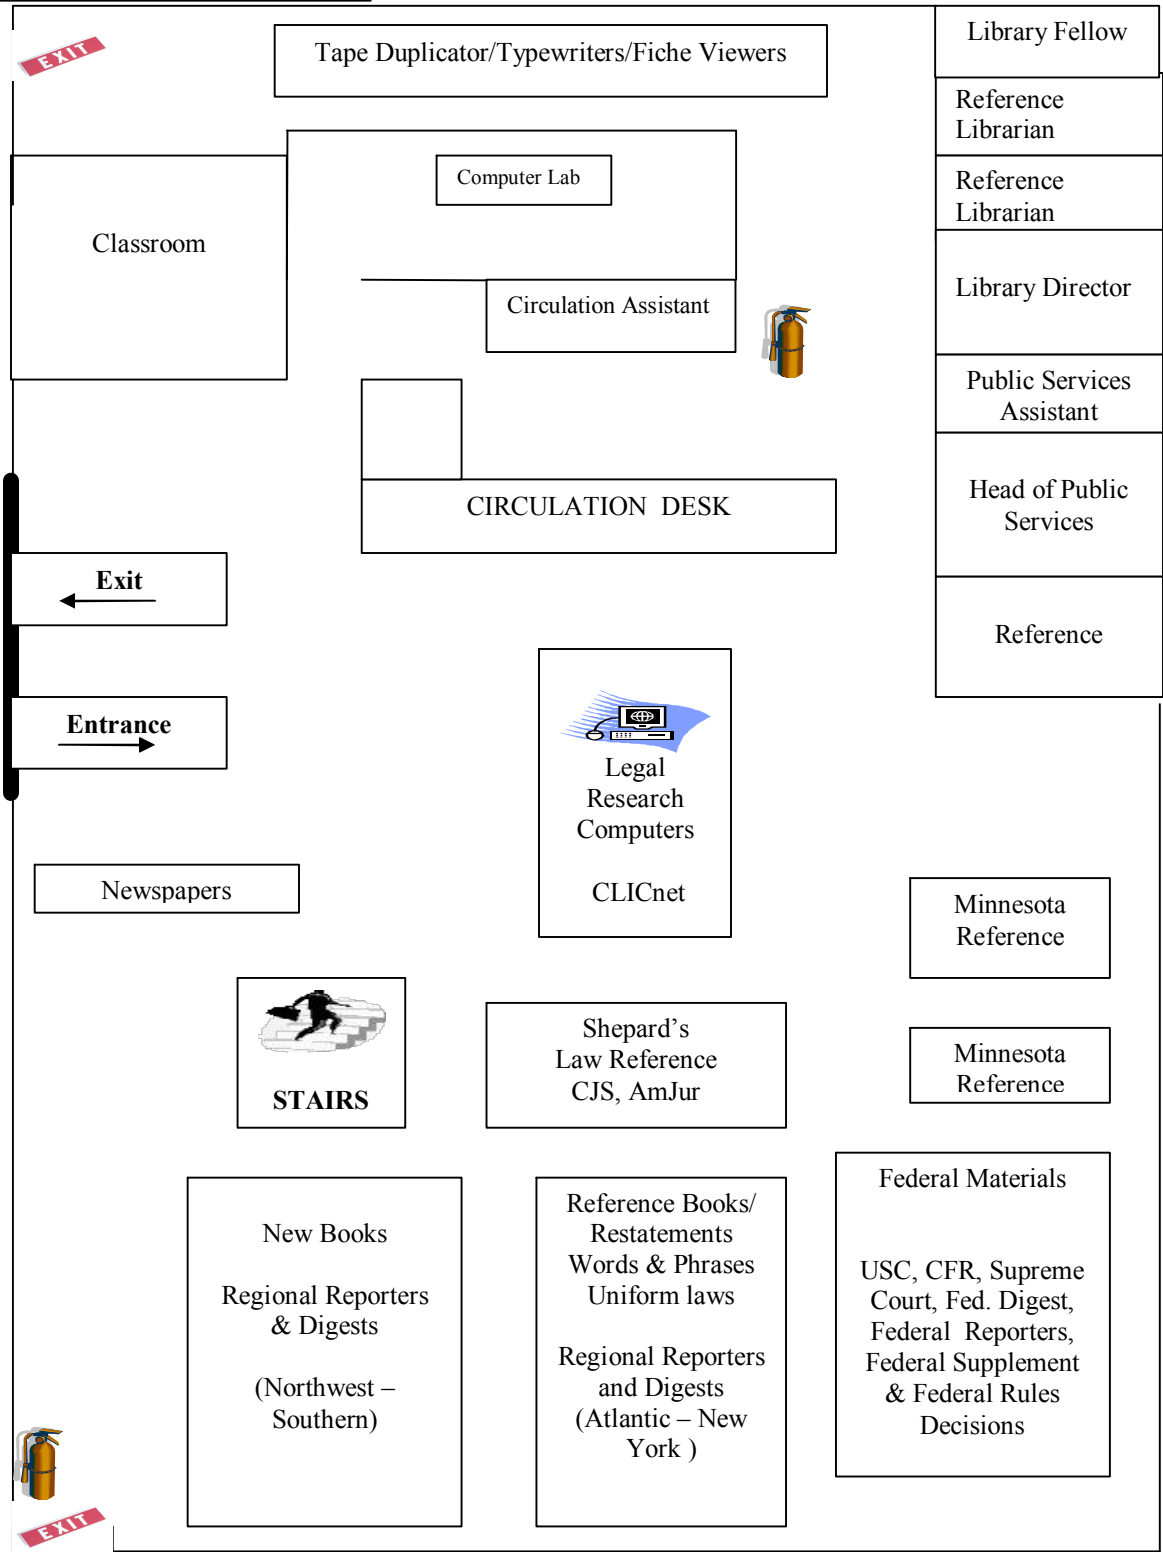 EXIT
Tape Duplicator/Typewriters/Fiche Viewers
Library Fellow
Reference
Librarian
Computer Lab
Reference
Librarian
Classroom
Library Director
Circulation Assistant
Public Services
Assistant
CIRCULATION DESK
Head of Public
Services
Exit
Reference
Entrance
Legal
Research
Computers
CLICnet
Newspapers
Minnesota
Reference
STAIRS
Shepard's
Law Reference
CJS, AmJur
Minnesota
Reference
New Books
Regional Reporters
& Digests
(Northwest –
Southern)
Reference Books/
Restatements
Words & Phrases
Uniform laws
Regional Reporters
and Digests
(Atlantic – New
York )
Federal Materials
USC, CFR, Supreme
Court, Fed. Digest,
Federal Reporters,
Federal Supplement
& Federal Rules
Decisions
EXIT